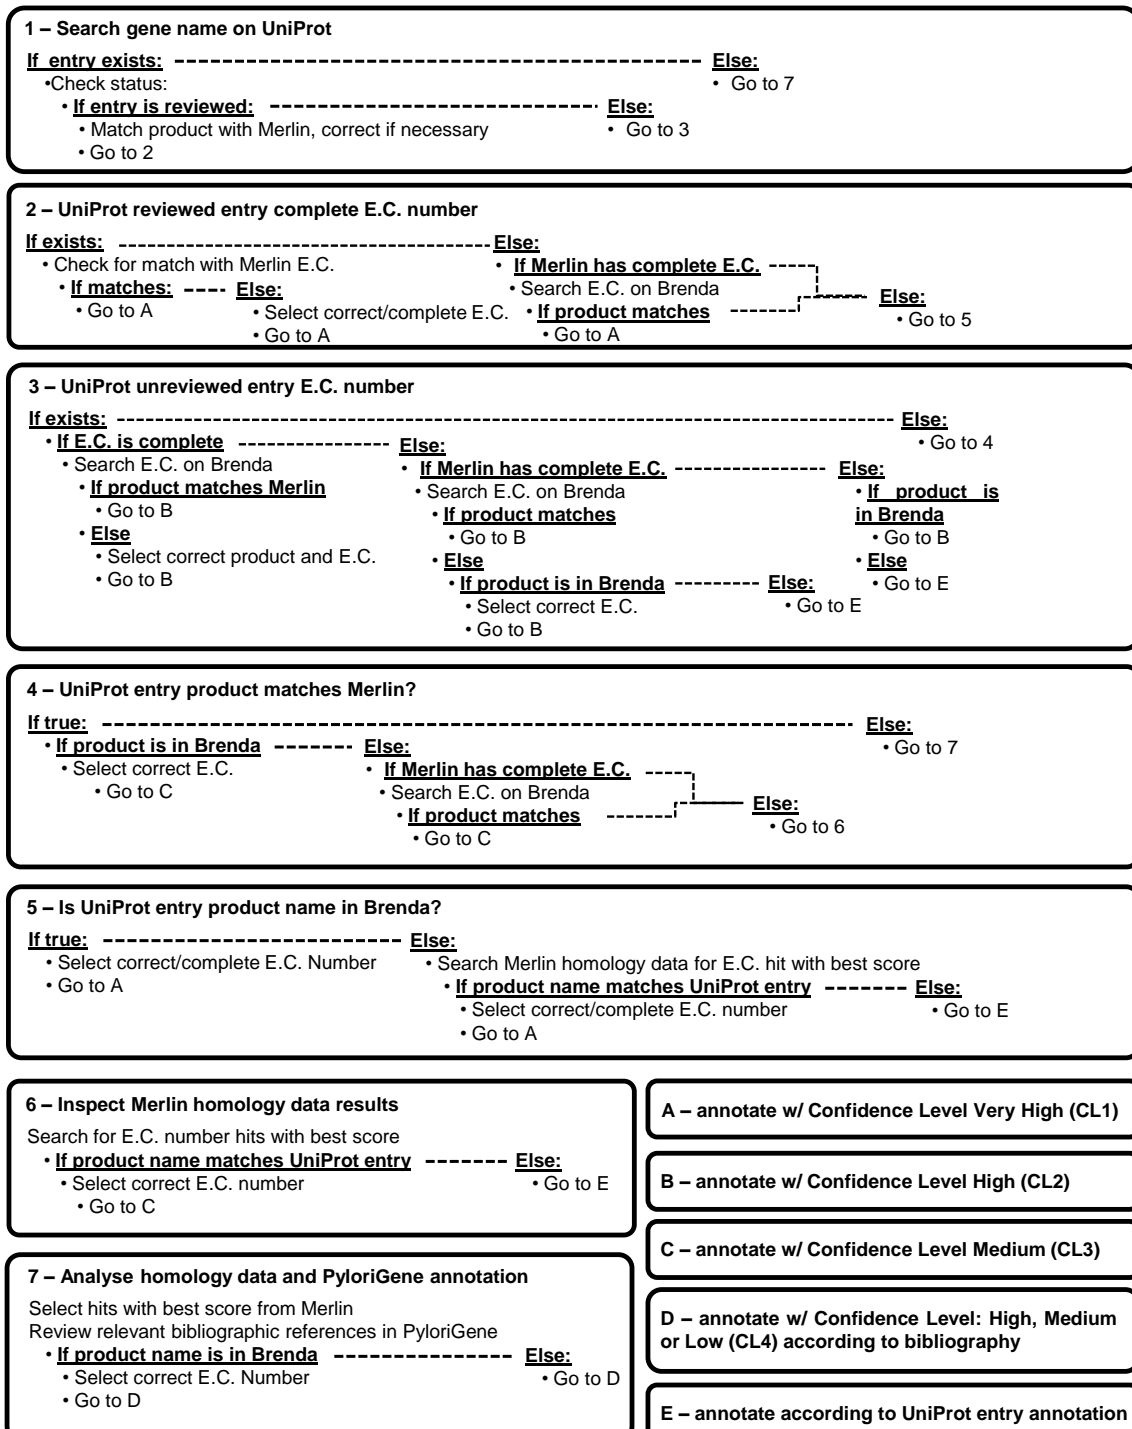 1 – Search gene name on UniProt
If entry exists: Else:
•Check status: • Go to 7
• If entry is reviewed: Else:
• Match product with Merlin, correct if necessary • Go to 3
• Go to 2
2 – UniProt reviewed entry complete E.C. number
If exists: Else:
• Check for match with Merlin E.C. • If Merlin has complete E.C.
• If matches: Else: • Search E.C. on Brenda Else:
• Go to A • Select correct/complete E.C. • If product matches • Go to 5
• Go to A • Go to A
3 – UniProt unreviewed entry E.C. number
If exists: Else:
• If E.C. is complete Else: • Go to 4
• Search E.C. on Brenda • If Merlin has complete E.C. Else:
• If product matches Merlin • Search E.C. on Brenda • If product is
• Go to B • If product matches in Brenda
• Else • Go to B • Go to B
• Select correct product and E.C. • Else • Else
• Go to B • If product is in Brenda Else: • Go to E
• Select correct E.C. • Go to E
• Go to B
4 – UniProt entry product matches Merlin?
If true: Else:
• If product is in Brenda Else: • Go to 7
• Select correct E.C. • If Merlin has complete E.C.
• Go to C • Search E.C. on Brenda Else:
• If product matches • Go to 6
• Go to C
5 – Is UniProt entry product name in Brenda?
If true: Else:
• Select correct/complete E.C. Number • Search Merlin homology data for E.C. hit with best score
• Go to A • If product name matches UniProt entry Else:
• Select correct/complete E.C. number • Go to E
• Go to A
6 – Inspect Merlin homology data results
Search for E.C. number hits with best score
• If product name matches UniProt entry Else:
• Select correct E.C. number • Go to E
• Go to C
7 – Analyse homology data and PyloriGene annotation
Select hits with best score from Merlin
Review relevant bibliographic references in PyloriGene
• If product name is in Brenda Else:
• Select correct E.C. Number • Go to D
• Go to D
A – annotate w/ Confidence Level Very High (CL1)
B – annotate w/ Confidence Level High (CL2)
C – annotate w/ Confidence Level Medium (CL3)
D – annotate w/ Confidence Level: High, Medium
or Low (CL4) according to bibliography
E – annotate according to UniProt entry annotation